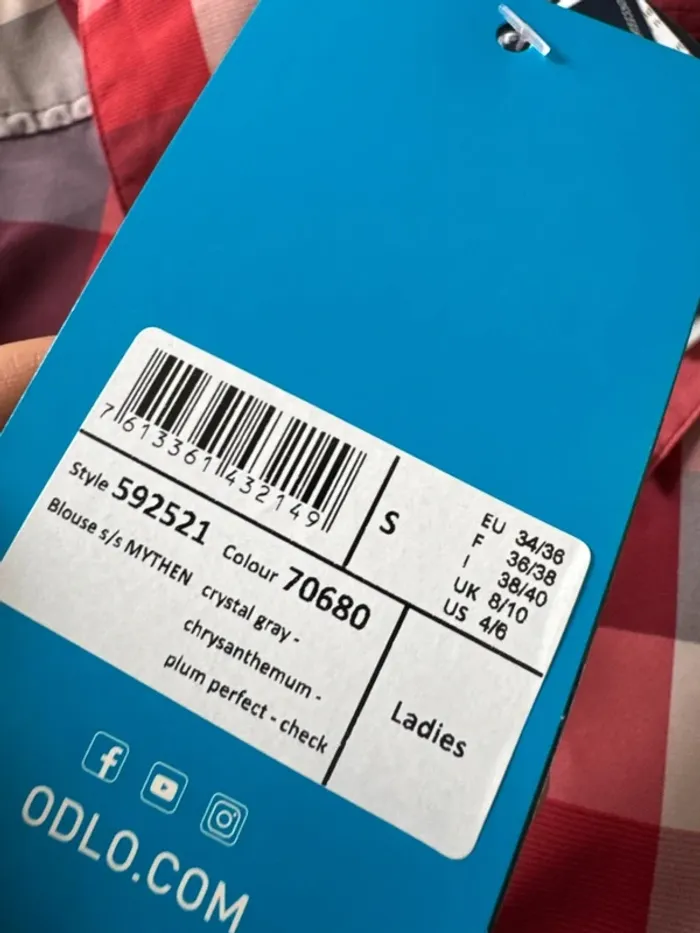 7613361432149
S
EU 34/36
F 36/38
I 38/40
UK 8/10
US 4/6
Style 592521 Colour 70680
Blouse s/s MYTHEN crystal gray -
chrysanthemum -
plum perfect - check
Ladies
ODLO.COM